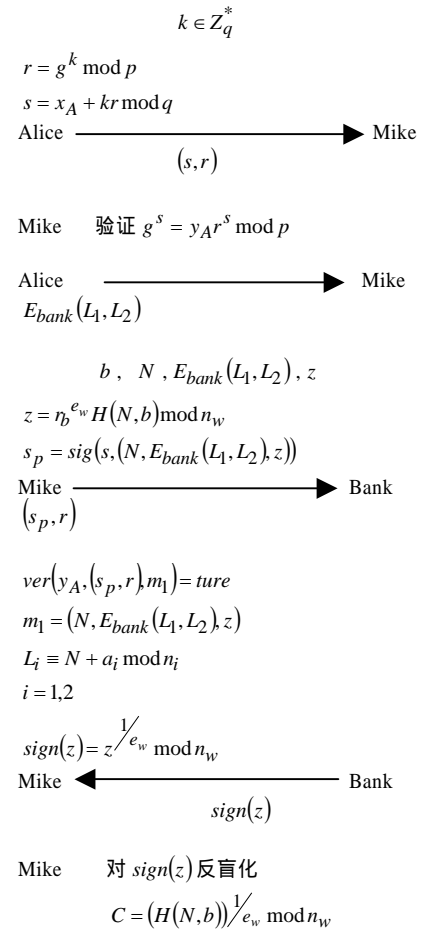 k ∈ Z_q^*
r = g^k mod p
s = x_A + kr mod q
Alice Mike
(s,r)
Mike 验证 g^s = y_A r^s mod p
Alice Mike
E_bank(L_1, L_2)
b , N , E_bank(L_1, L_2) , z
z = r_b^{e_w} H(N,b) mod n_w
s_p = sig(s,(N, E_bank(L_1, L_2), z))
Mike Bank
(s_p, r)
ver(y_A,(s_p, r), m_1) = ture
m_1 = (N, E_bank(L_1, L_2), z)
L_i ≡ N + a_i mod n_i
i = 1,2
sign(z) = z^{1/e_w} mod n_w
Mike Bank
sign(z)
Mike 对 sign(z) 反盲化
C = (H(N,b))^{1/e_w} mod n_w